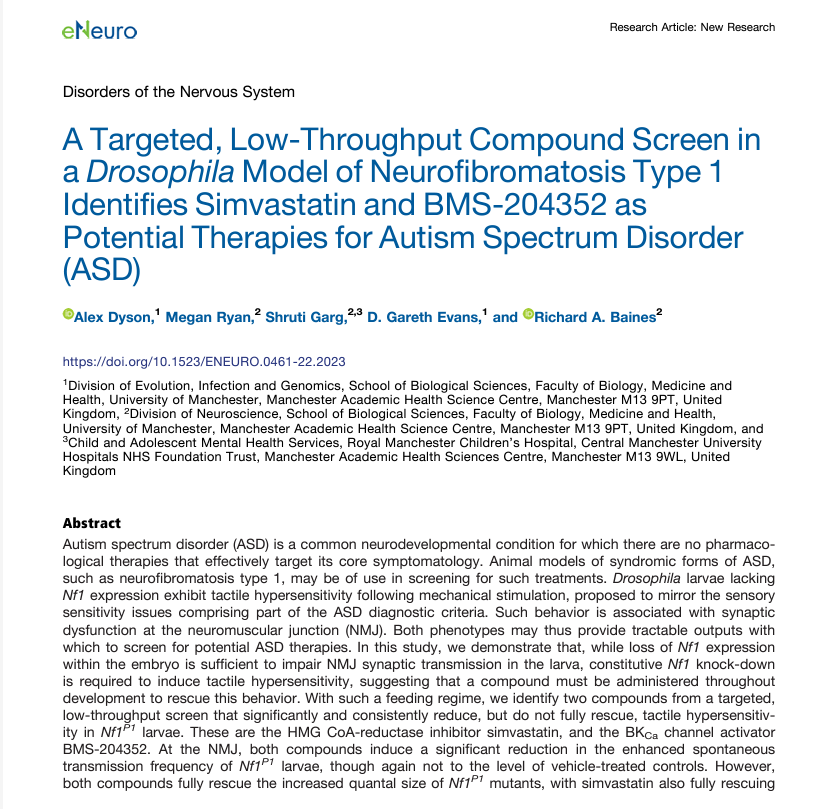 eNeuro
Research Article: New Research
Disorders of the Nervous System
A Targeted, Low-Throughput Compound Screen in
a Drosophila Model of Neurofibromatosis Type 1
Identifies Simvastatin and BMS-204352 as
Potential Therapies for Autism Spectrum Disorder
(ASD)
iD Alex Dyson,1 Megan Ryan,2 Shruti Garg,2,3 D. Gareth Evans,1 and iD Richard A. Baines2
https://doi.org/10.1523/ENEURO.0461-22.2023
1Division of Evolution, Infection and Genomics, School of Biological Sciences, Faculty of Biology, Medicine and
Health, University of Manchester, Manchester Academic Health Science Centre, Manchester M13 9PT, United
Kingdom, 2Division of Neuroscience, School of Biological Sciences, Faculty of Biology, Medicine and Health,
University of Manchester, Manchester Academic Health Science Centre, Manchester M13 9PT, United Kingdom, and
3Child and Adolescent Mental Health Services, Royal Manchester Children's Hospital, Central Manchester University
Hospitals NHS Foundation Trust, Manchester Academic Health Sciences Centre, Manchester M13 9WL, United
Kingdom
Abstract
Autism spectrum disorder (ASD) is a common neurodevelopmental condition for which there are no pharmaco-
logical therapies that effectively target its core symptomatology. Animal models of syndromic forms of ASD,
such as neurofibromatosis type 1, may be of use in screening for such treatments. Drosophila larvae lacking
Nf1 expression exhibit tactile hypersensitivity following mechanical stimulation, proposed to mirror the sensory
sensitivity issues comprising part of the ASD diagnostic criteria. Such behavior is associated with synaptic
dysfunction at the neuromuscular junction (NMJ). Both phenotypes may thus provide tractable outputs with
which to screen for potential ASD therapies. In this study, we demonstrate that, while loss of Nf1 expression
within the embryo is sufficient to impair NMJ synaptic transmission in the larva, constitutive Nf1 knock-down
is required to induce tactile hypersensitivity, suggesting that a compound must be administered throughout
development to rescue this behavior. With such a feeding regime, we identify two compounds from a targeted,
low-throughput screen that significantly and consistently reduce, but do not fully rescue, tactile hypersensitiv-
ity in Nf1P1 larvae. These are the HMG CoA-reductase inhibitor simvastatin, and the BKCa channel activator
BMS-204352. At the NMJ, both compounds induce a significant reduction in the enhanced spontaneous
transmission frequency of Nf1P1 larvae, though again not to the level of vehicle-treated controls. However,
both compounds fully rescue the increased quantal size of Nf1P1 mutants, with simvastatin also fully rescuing